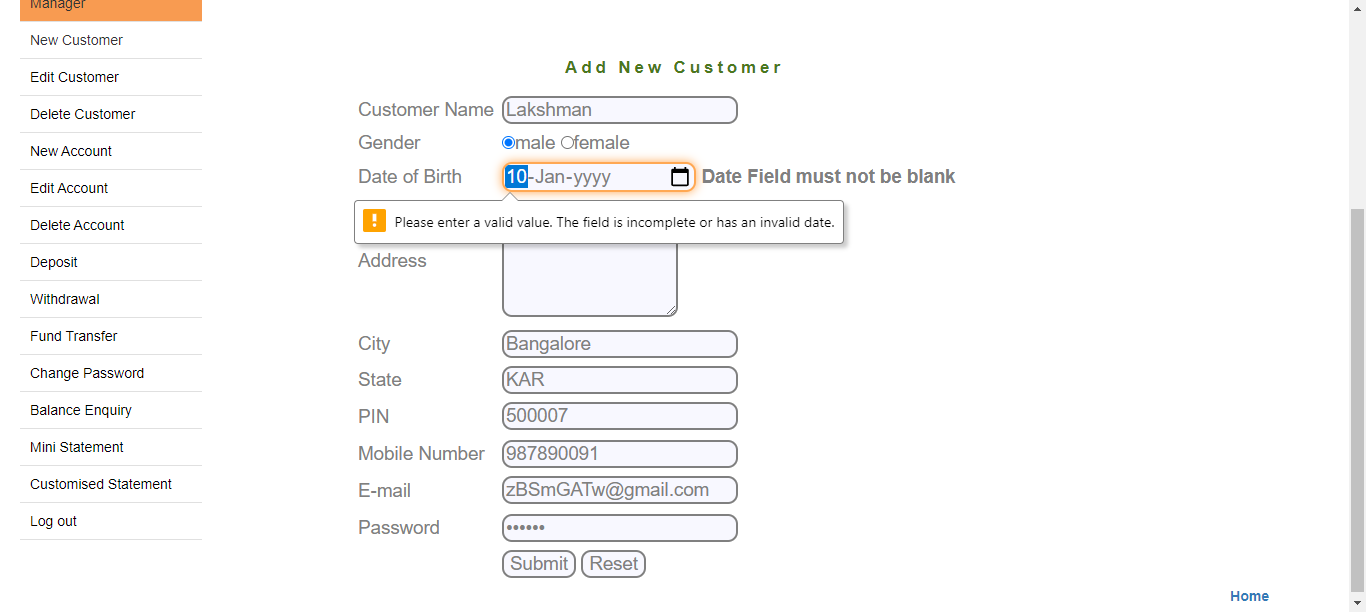 Manager
New Customer
Edit Customer
Delete Customer
New Account
Edit Account
Delete Account
Deposit
Withdrawal
Fund Transfer
Change Password
Balance Enquiry
Mini Statement
Customised Statement
Log out
Add New Customer
Customer Name Lakshman
Gender male female
Date of Birth 10-Jan-yyyy Date Field must not be blank
! Please enter a valid value. The field is incomplete or has an invalid date.
Address
City Bangalore
State KAR
PIN 500007
Mobile Number 987890091
E-mail zBSmGATw@gmail.com
Password ••••••
Submit Reset
Home